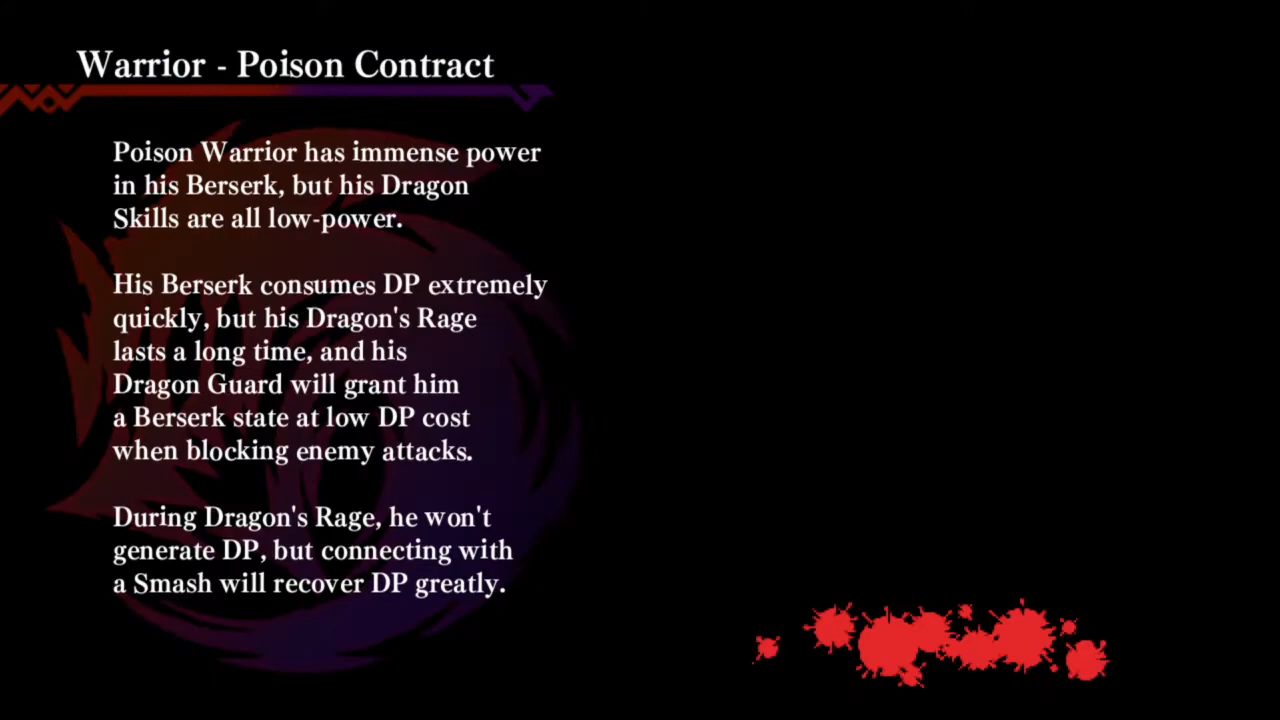 Warrior - Poison Contract
Poison Warrior has immense power
in his Berserk, but his Dragon
Skills are all low-power.
His Berserk consumes DP extremely
quickly, but his Dragon's Rage
lasts a long time, and his
Dragon Guard will grant him
a Berserk state at low DP cost
when blocking enemy attacks.
During Dragon's Rage, he won't
generate DP, but connecting with
a Smash will recover DP greatly.